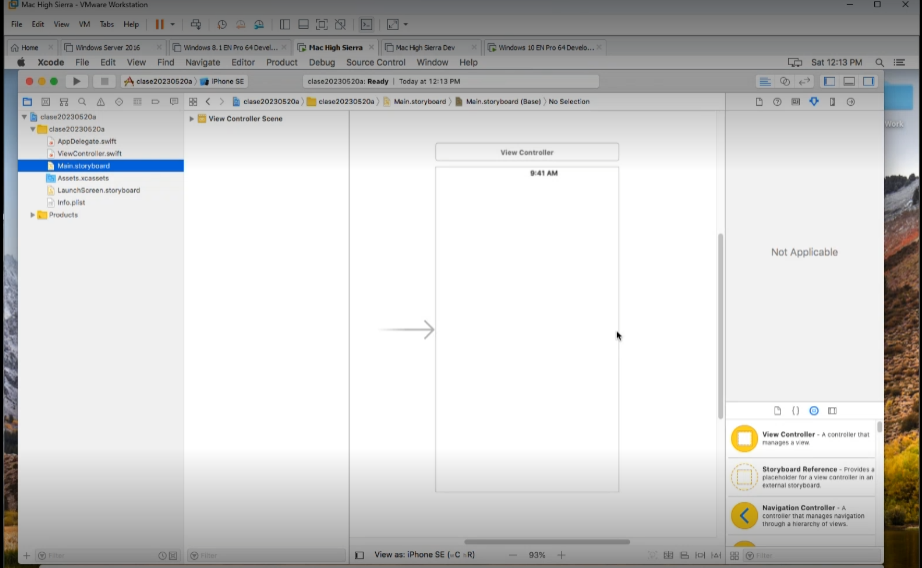 Mac High Sierra - VMware Workstation
File Edit View VM Tabs Help
Home Windows Server 2016 Windows 8.1 EN Pro 64 Devel... Mac High Sierra Mac High Sierra Dev Windows 10 EN Pro 64 Develo...
Xcode File Edit View Find Navigate Editor Product Debug Source Control Window Help Sat 12:13 PM
clase20230520a iPhone SE clase20230520a: Ready | Today at 12:13 PM
clase20230520a clase20230520a Main.storyboard Main.storyboard (Base) No Selection
clase20230520a
clase20230520a
AppDelegate.swift
ViewController.swift
Main.storyboard
Assets.xcassets
LaunchScreen.storyboard
Info.plist
Products
View Controller Scene
View Controller
9:41 AM
Not Applicable
View Controller - A controller that
manages a view.
Storyboard Reference - Provides a
placeholder for a view controller in an
external storyboard.
Navigation Controller - A
controller that manages navigation
through a hierarchy of views.
Filter Filter View as: iPhone SE 93% Filter